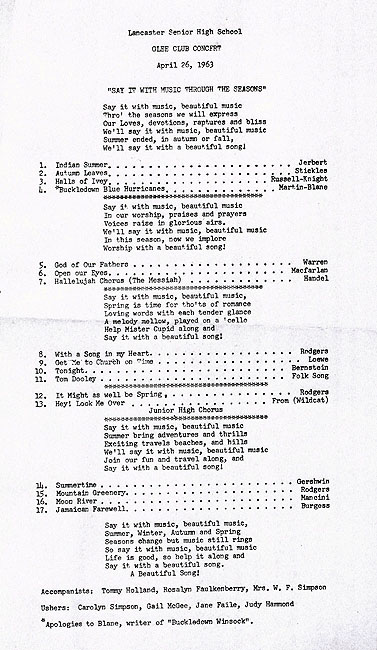 Lancaster Senior High School
GLEE CLUB CONCERT
April 26, 1963
"SAY IT WITH MUSIC THROUGH THE SEASONS"
Say it with music, beautiful music
Thro' the seasons we will express
Our Loves, devotions, raptures and bliss
We'll say it with music, beautiful music
Summer ended, in autumn or fall,
We'll say it with a beautiful song!
1. Indian Summer. . . . . . . . . . . . . . . Jerbert
2. Autumn Leaves. . . . . . . . . . . . . . . Stickles
3. Halls of Ivey. . . . . . . . . . . . . . . Russell-Knight
4. *Buckledown Blue Hurricanes. . . . . . . . . . Martin-Blane
************************************
Say it with music, beautiful music
In our worship, praises and prayers
Voices raise in glorious airs.
We'll say it with music, beautiful music
In this season, now we implore
Worship with a beautiful song!
5. God of Our Fathers . . . . . . . . . . . . Warren
6. Open our Eyes. . . . . . . . . . . . . . . Macfarlan
7. Hallelujah Chorus (The Messiah) . . . . . . . . Handel
************************************
Say it with music, beautiful music,
Spring is time for tho'ts of romance
Loving words with each tender glance
A melody mellow, played on a 'cello
Help Mister Cupid along and
Say it with a beautiful song!
8. With a Song in my Heart. . . . . . . . . . . Rodgers
9. Get Me to Church on Time . . . . . . . . . . Loewe
10. Tonight. . . . . . . . . . . . . . . . . Bernstein
11. Tom Dooley . . . . . . . . . . . . . . . Folk Song
************************************
12. It Might as well be Spring . . . . . . . . . . Rodgers
13. Hey! Look Me Over . . . . . . . . . . . . From (Wildcat)
Junior High Chorus
************************************
Say it with music, beautiful music
Summer bring adventures and thrills
Exciting travels beaches, and hills
We'll say it with music, beautiful music
Join our fun and travel along, and
Say it with a beautiful song!
14. Summertime . . . . . . . . . . . . . . . Gershwin
15. Mountain Greenery. . . . . . . . . . . . . Rodgers
16. Moon River . . . . . . . . . . . . . . . Mancini
17. Jamaican Farewell. . . . . . . . . . . . . Burgess
Say it with music, beautiful music,
Summer, Winter, Autumn and Spring
Seasons change but music still rings
So say it with music, beautiful music
Life is good, so help it along and
Say it with a beautiful song.
A Beautiful Song!
Accompanists: Tommy Holland, Rosalyn Faulkenberry, Mrs. W. F. Simpson
Ushers: Carolyn Simpson, Gail McGee, Jane Faile, Judy Hammond
*Apologies to Blane, writer of "Buckledown Winsock".